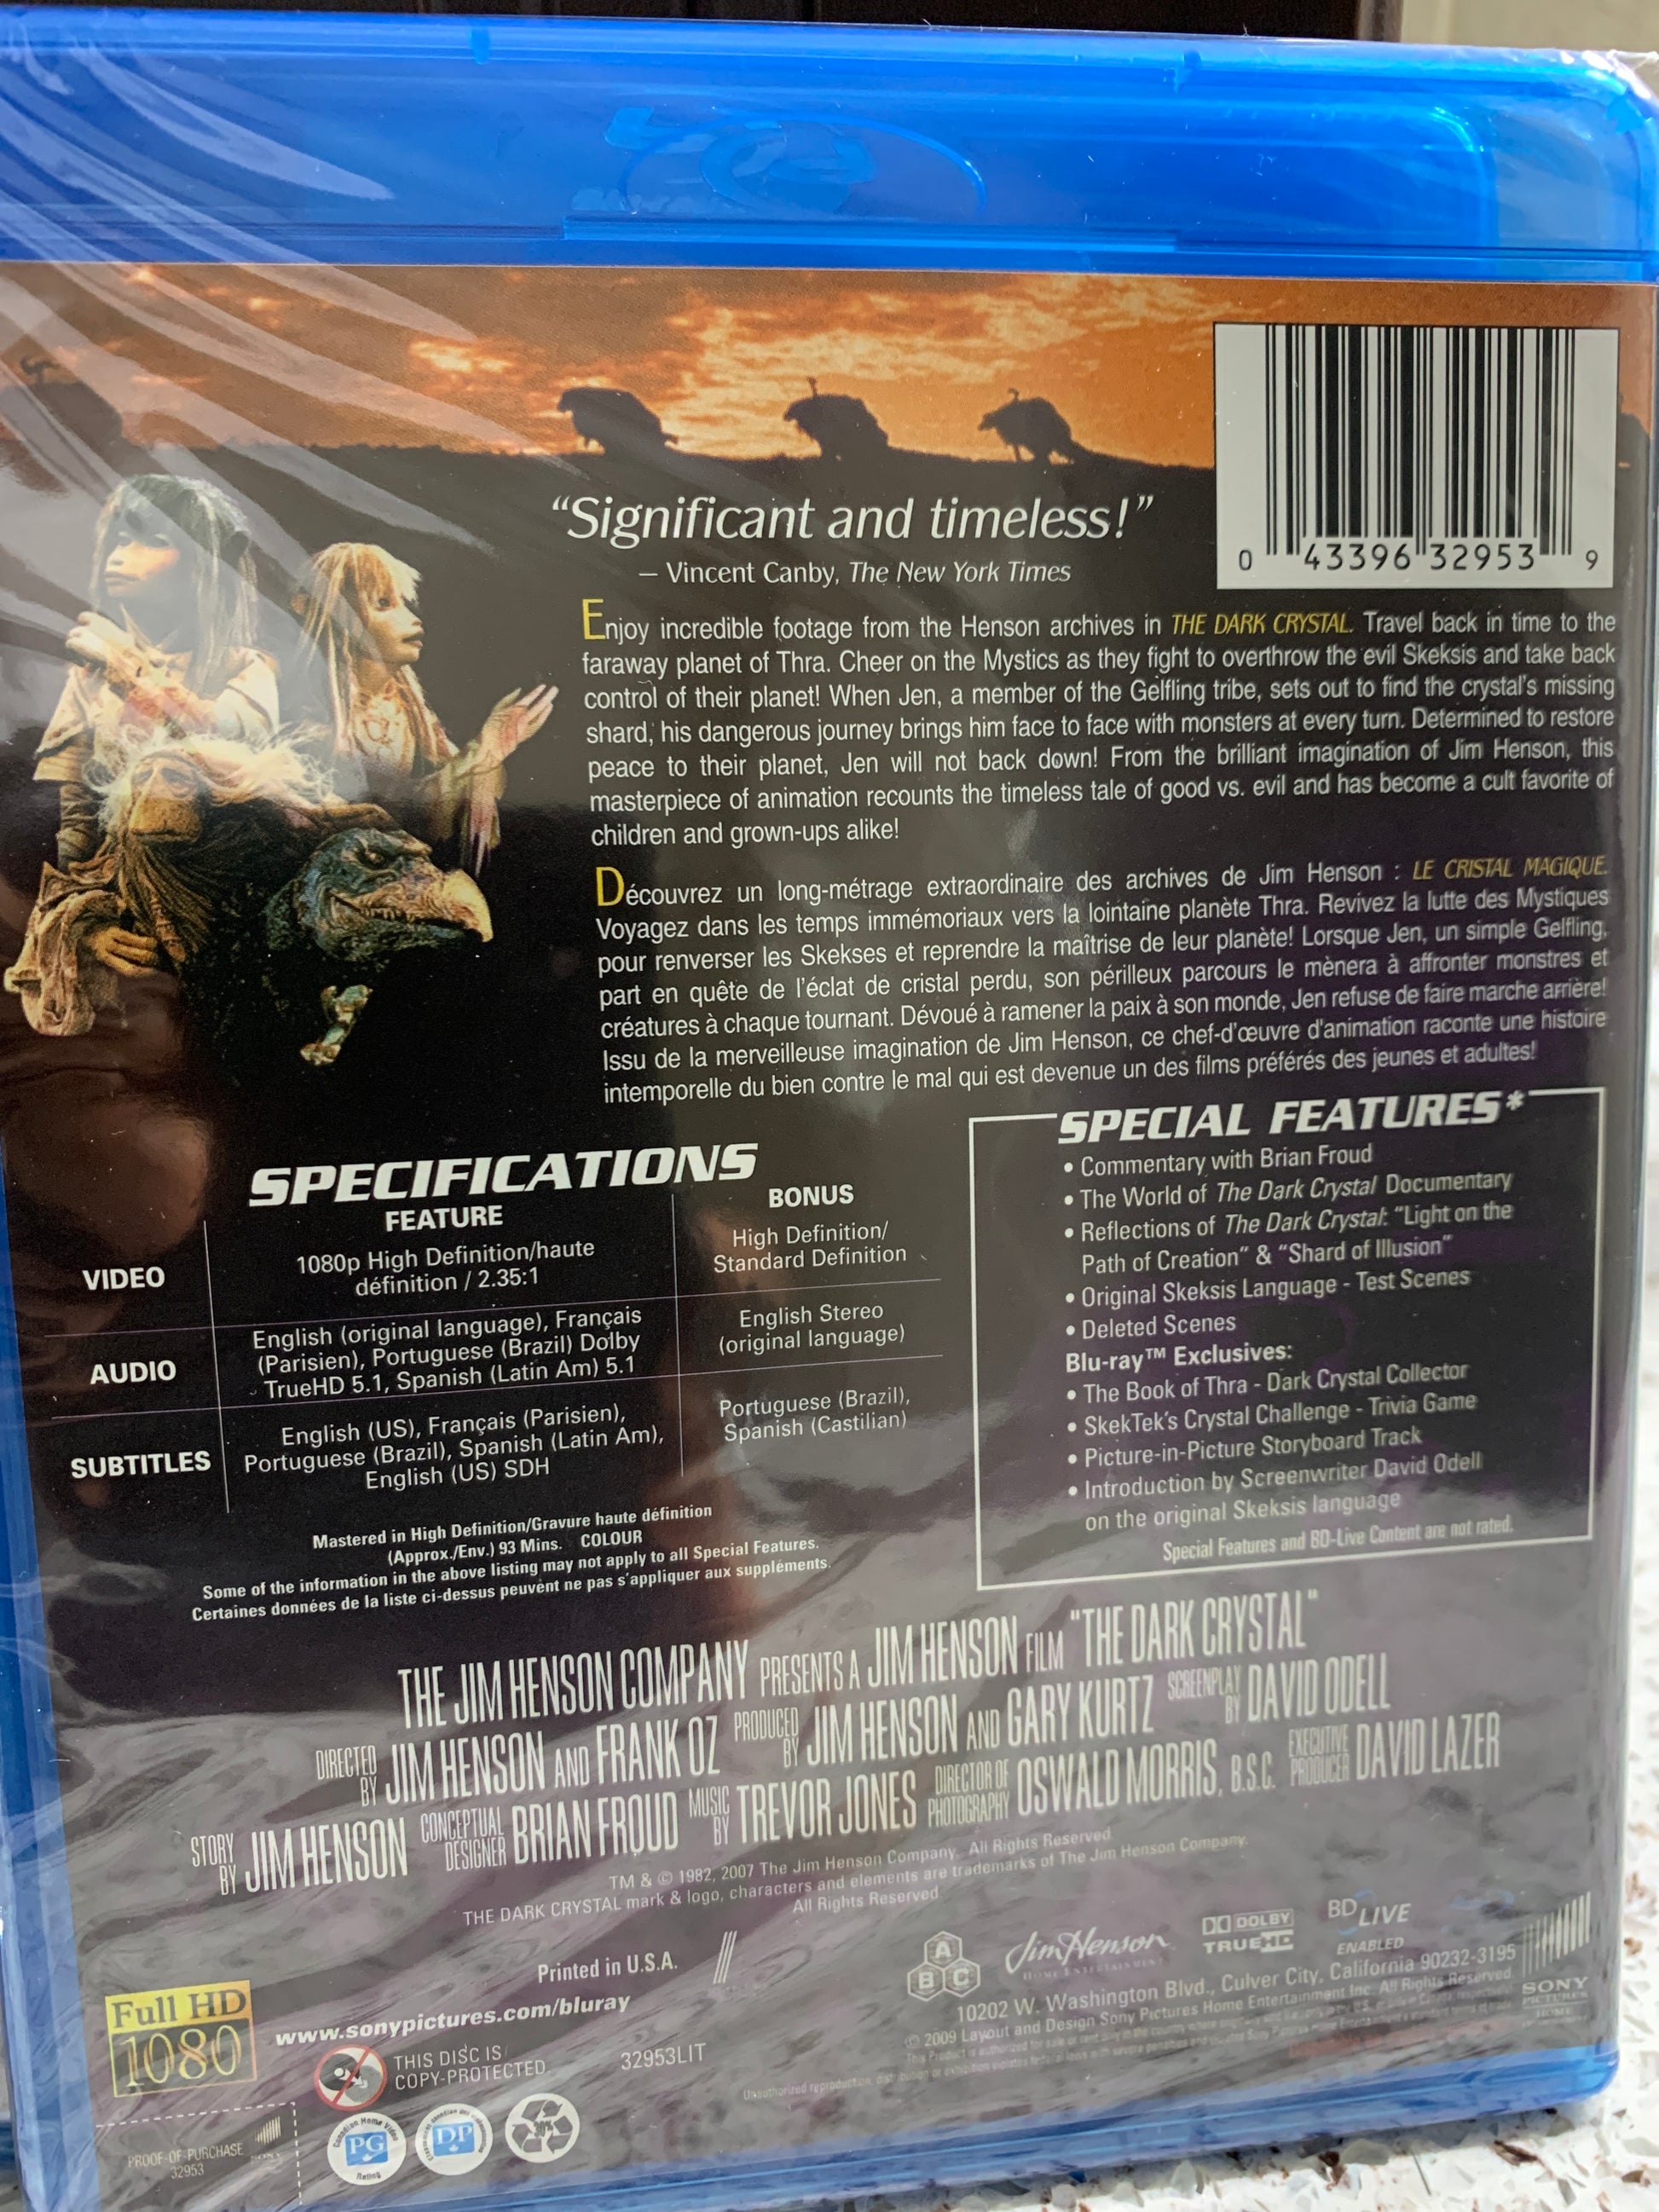 0 43396 32953 9
“Significant and timeless!”
– Vincent Canby, The New York Times
Enjoy incredible footage from the Henson archives in THE DARK CRYSTAL. Travel back in time to the
faraway planet of Thra. Cheer on the Mystics as they fight to overthrow the evil Skeksis and take back
control of their planet! When Jen, a member of the Gelfling tribe, sets out to find the crystal's missing
shard, his dangerous journey brings him face to face with monsters at every turn. Determined to restore
peace to their planet, Jen will not back down! From the brilliant imagination of Jim Henson, this
masterpiece of animation recounts the timeless tale of good vs. evil and has become a cult favorite of
children and grown-ups alike!
Découvrez un long-métrage extraordinaire des archives de Jim Henson : LE CRISTAL MAGIQUE.
Voyagez dans les temps immémoriaux vers la lointaine planète Thra. Revivez la lutte des Mystiques
pour renverser les Skekses et reprendre la maîtrise de leur planète! Lorsque Jen, un simple Gelfling,
part en quête de l'éclat de cristal perdu, son périlleux parcours le mènera à affronter monstres et
créatures à chaque tournant. Dévoué à ramener la paix à son monde, Jen refuse de faire marche arrière!
Issu de la merveilleuse imagination de Jim Henson, ce chef-d'œuvre d'animation raconte une histoire
intemporelle du bien contre le mal qui est devenue un des films préférés des jeunes et adultes!
SPECIFICATIONS
FEATURE
BONUS
VIDEO
1080p High Definition/haute
définition / 2.35:1
High Definition/
Standard Definition
AUDIO
English (original language), Français
(Parisien), Portuguese (Brazil) Dolby
TrueHD 5.1, Spanish (Latin Am) 5.1
English Stereo
(original language)
SUBTITLES
English (US), Français (Parisien),
Portuguese (Brazil), Spanish (Latin Am),
English (US) SDH
Portuguese (Brazil),
Spanish (Castilian)
Mastered in High Definition/Gravure haute définition
(Approx./Env.) 93 Mins. COLOUR
Some of the information in the above listing may not apply to all Special Features.
Certaines données de la liste ci-dessus peuvent ne pas s'appliquer aux suppléments.
SPECIAL FEATURES*
• Commentary with Brian Froud
• The World of The Dark Crystal Documentary
• Reflections of The Dark Crystal: “Light on the
Path of Creation” & “Shard of Illusion”
• Original Skeksis Language - Test Scenes
• Deleted Scenes
Blu-ray™ Exclusives:
• The Book of Thra - Dark Crystal Collector
• SkekTek's Crystal Challenge - Trivia Game
• Picture-in-Picture Storyboard Track
• Introduction by Screenwriter David Odell
on the original Skeksis language
Special Features and BD-Live Content are not rated.
THE JIM HENSON COMPANY PRESENTS A JIM HENSON FILM "THE DARK CRYSTAL"
DIRECTED BY JIM HENSON AND FRANK OZ PRODUCED BY JIM HENSON AND GARY KURTZ SCREENPLAY BY DAVID ODELL
STORY BY JIM HENSON CONCEPTUAL DESIGNER BRIAN FROUD MUSIC BY TREVOR JONES DIRECTOR OF PHOTOGRAPHY OSWALD MORRIS, B.S.C. EXECUTIVE PRODUCER DAVID LAZER
TM & © 1982, 2007 The Jim Henson Company. All Rights Reserved.
THE DARK CRYSTAL mark & logo, characters and elements are trademarks of The Jim Henson Company.
All Rights Reserved.
Printed in U.S.A.
A B C
Jim Henson
HOME ENTERTAINMENT
DOLBY
TRUEHD
BD LIVE
ENABLED
Full HD
1080
www.sonypictures.com/bluray
THIS DISC IS
COPY-PROTECTED.
32953LIT
10202 W. Washington Blvd., Culver City, California 90232-3195
© 2009 Layout and Design Sony Pictures Home Entertainment Inc. All Rights Reserved.
SONY
PICTURES
HOME
PROOF-OF-PURCHASE
32953
Canadian Home Video
PG
Rating
DP